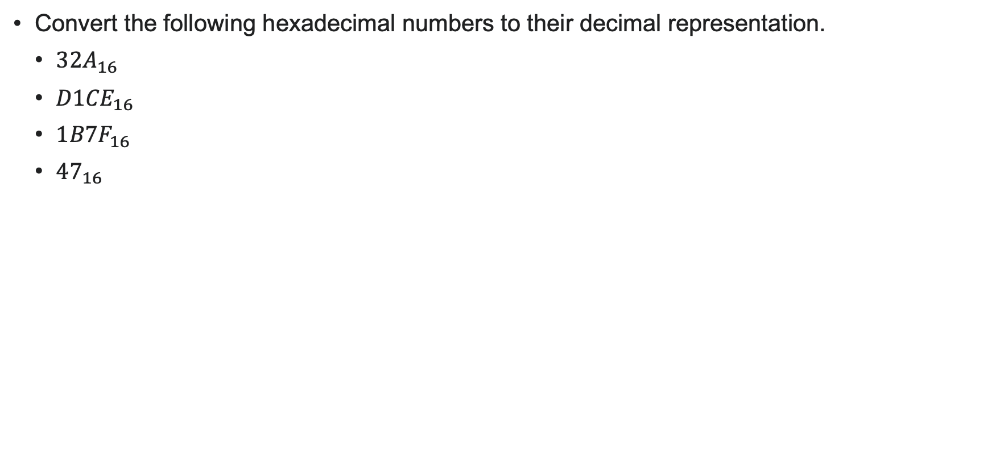 • Convert the following hexadecimal numbers to their decimal representation.
• 32A₁₆
• D1CE₁₆
• 1B7F₁₆
• 47₁₆